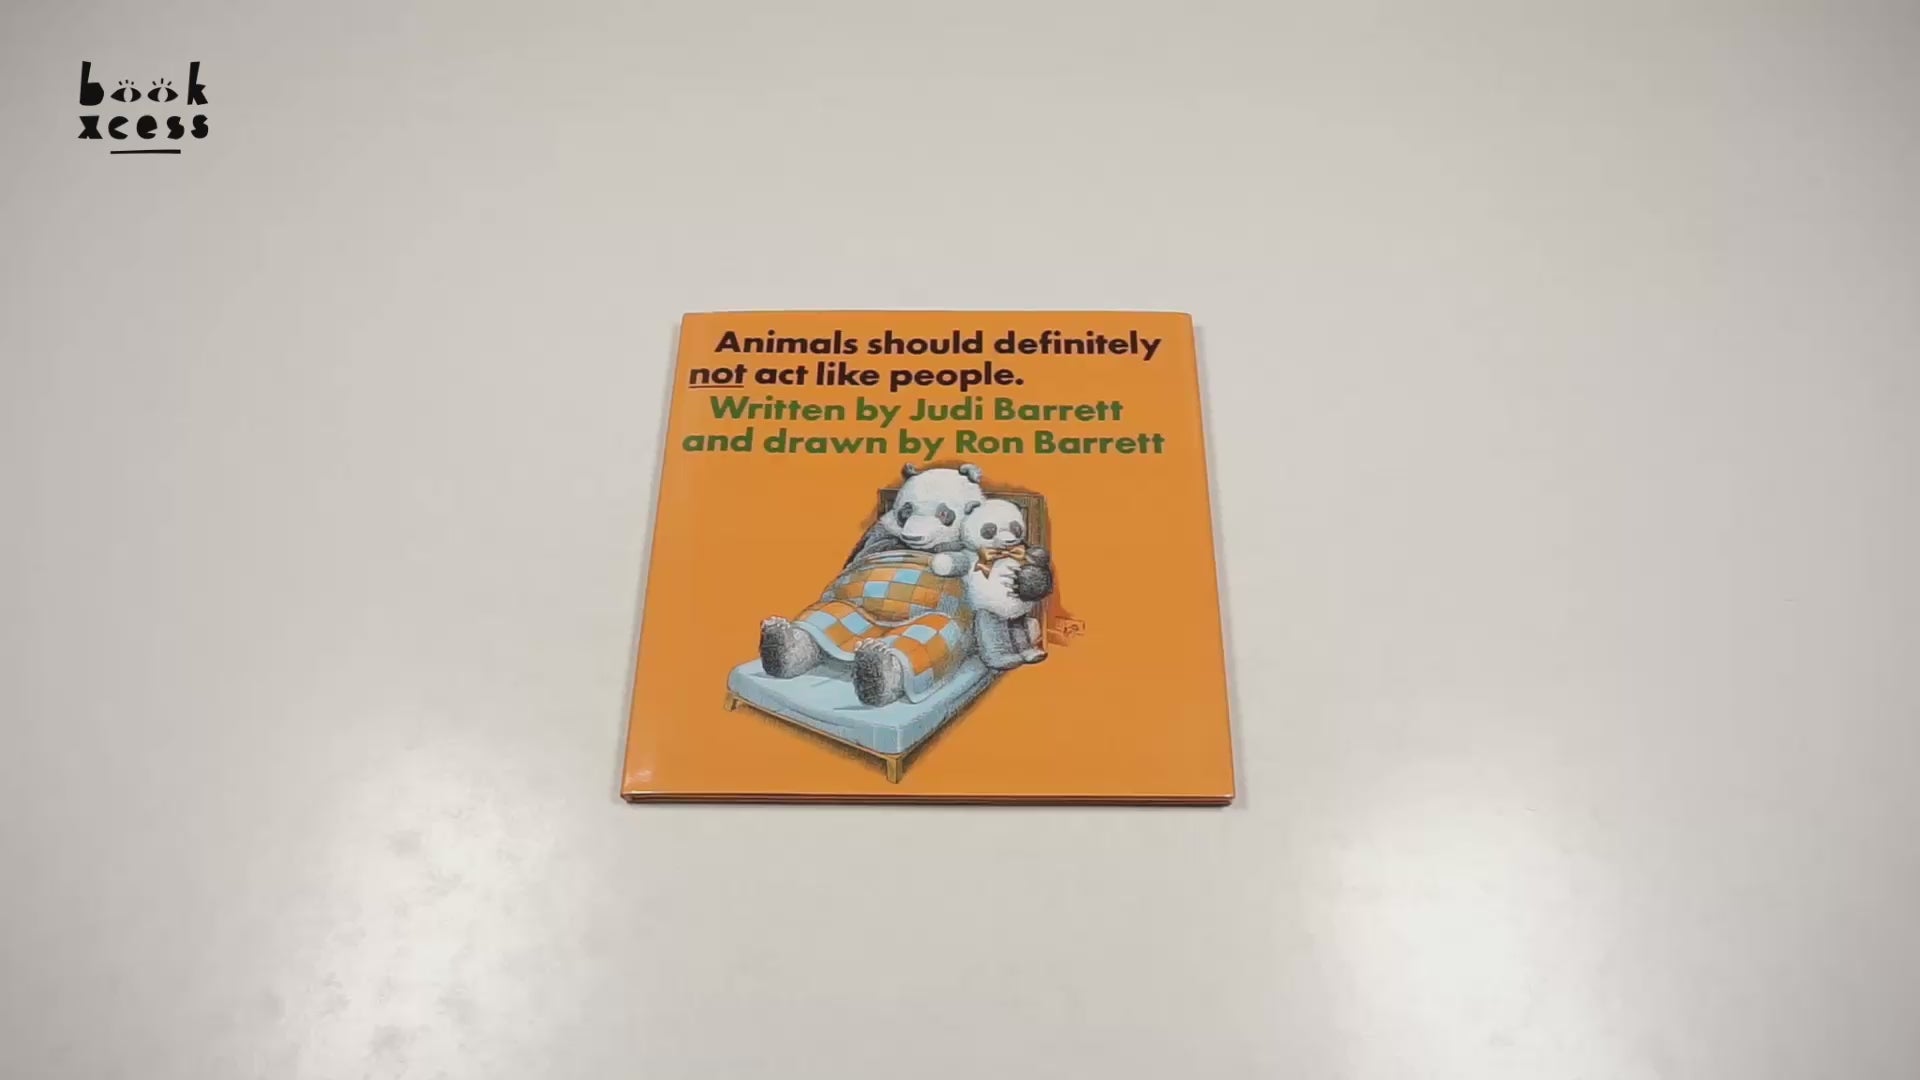 book
xcess
Animals should definitely
not act like people.
Written by Judi Barrett
and drawn by Ron Barrett